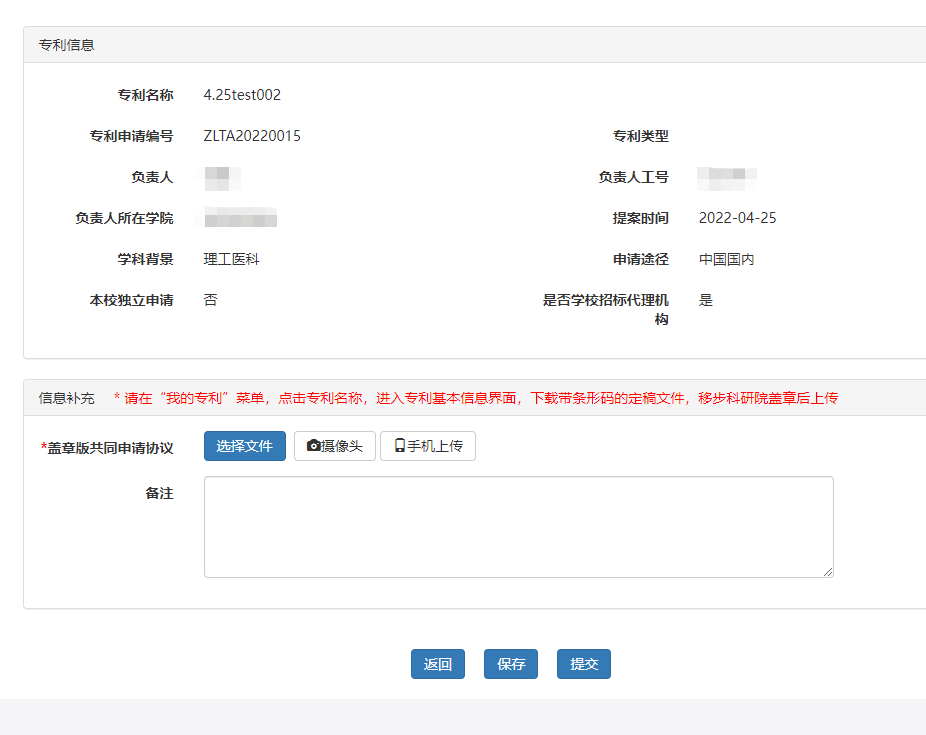 专利信息
专利名称 4.25test002
专利申请编号 ZLTA20220015 专利类型
负责人 负责人工号
负责人所在学院 提案时间 2022-04-25
学科背景 理工医科 申请途径 中国国内
本校独立申请 否 是否学校招标代理机 是
构
信息补充 * 请在“我的专利”菜单，点击专利名称，进入专利基本信息界面，下载带条形码的定稿文件，移步科研院盖章后上传
*盖章版共同申请协议 选择文件 摄像头 手机上传
备注
返回 保存 提交